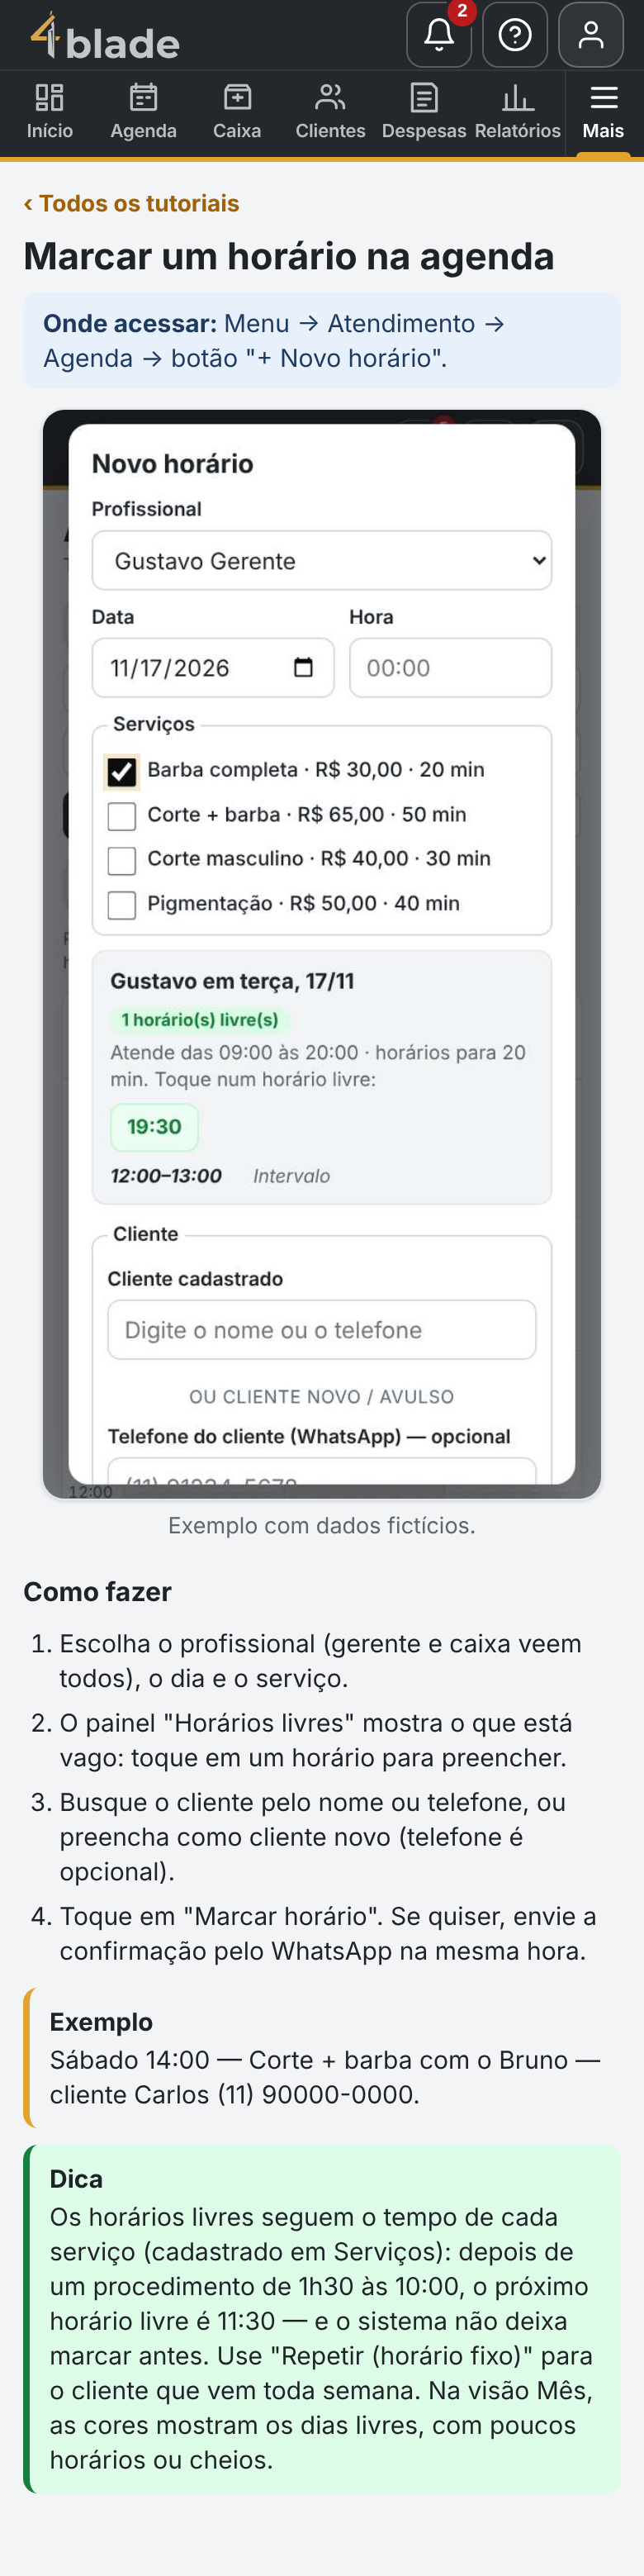 4blade
2
Início
Agenda
Caixa
Clientes
Despesas
Relatórios
Mais
‹ Todos os tutoriais
Marcar um horário na agenda
Onde acessar: Menu → Atendimento →
Agenda → botão "+ Novo horário".
Novo horário
Profissional
Gustavo Gerente
Data
Hora
11/17/2026
00:00
Serviços
Barba completa · R$ 30,00 · 20 min
Corte + barba · R$ 65,00 · 50 min
Corte masculino · R$ 40,00 · 30 min
Pigmentação · R$ 50,00 · 40 min
Gustavo em terça, 17/11
1 horário(s) livre(s)
Atende das 09:00 às 20:00 · horários para 20
min. Toque num horário livre:
19:30
12:00–13:00 Intervalo
Cliente
Cliente cadastrado
Digite o nome ou o telefone
OU CLIENTE NOVO / AVULSO
Telefone do cliente (WhatsApp) — opcional
12:00
Exemplo com dados fictícios.
Como fazer
1. Escolha o profissional (gerente e caixa veem
todos), o dia e o serviço.
2. O painel "Horários livres" mostra o que está
vago: toque em um horário para preencher.
3. Busque o cliente pelo nome ou telefone, ou
preencha como cliente novo (telefone é
opcional).
4. Toque em "Marcar horário". Se quiser, envie a
confirmação pelo WhatsApp na mesma hora.
Exemplo
Sábado 14:00 — Corte + barba com o Bruno —
cliente Carlos (11) 90000-0000.
Dica
Os horários livres seguem o tempo de cada
serviço (cadastrado em Serviços): depois de
um procedimento de 1h30 às 10:00, o próximo
horário livre é 11:30 — e o sistema não deixa
marcar antes. Use "Repetir (horário fixo)" para
o cliente que vem toda semana. Na visão Mês,
as cores mostram os dias livres, com poucos
horários ou cheios.